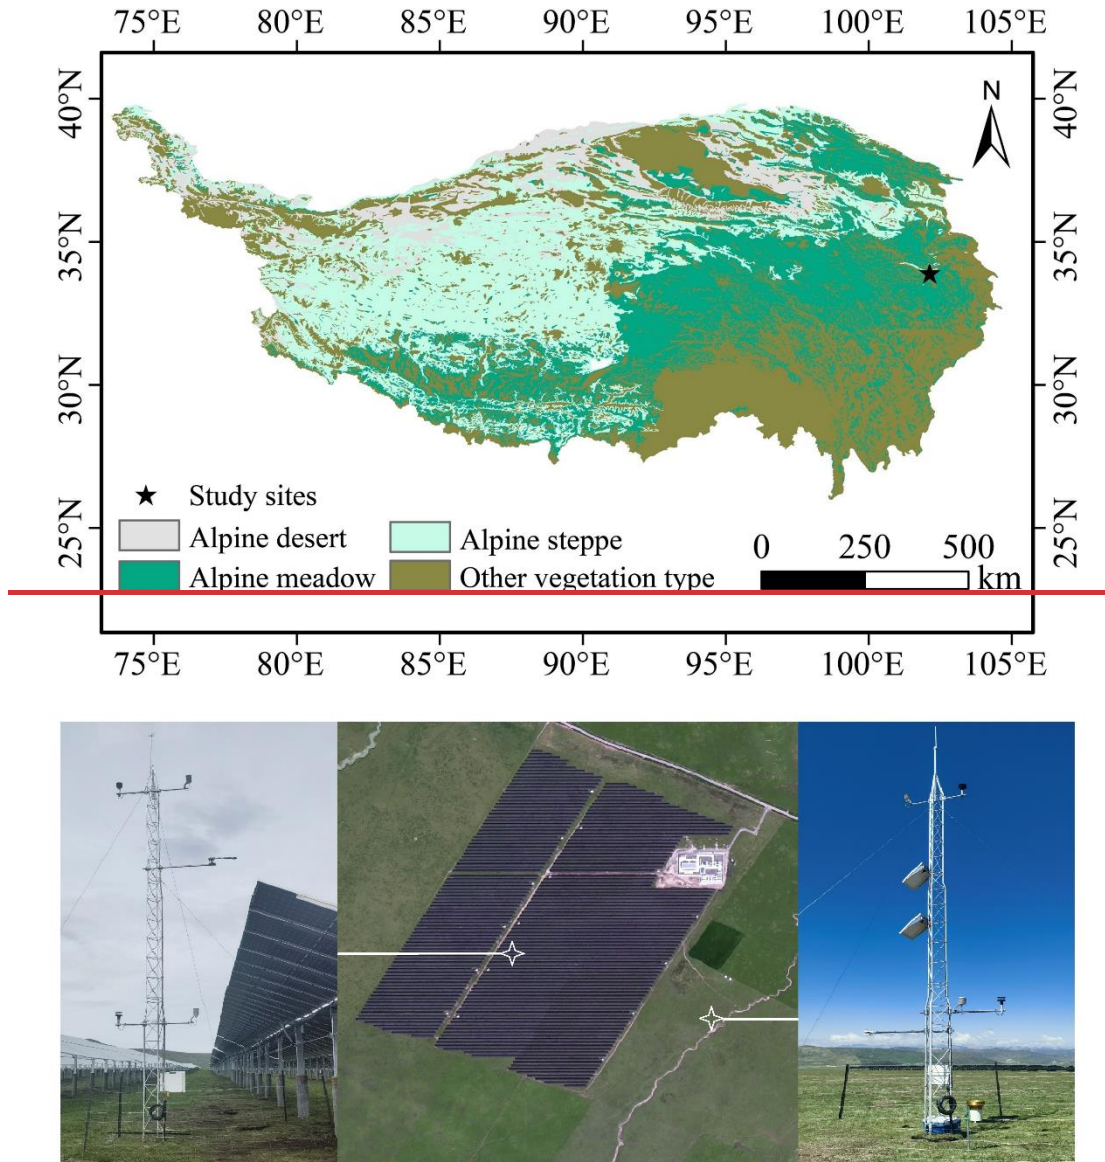 75°E 80°E 85°E 90°E 95°E 100°E 105°E
N
40°N 40°N
35°N 35°N
30°N 30°N
25°N 25°N
★ Study sites
Alpine desert Alpine steppe
Alpine meadow Other vegetation type
0 250 500
km
75°E 80°E 85°E 90°E 95°E 100°E 105°E